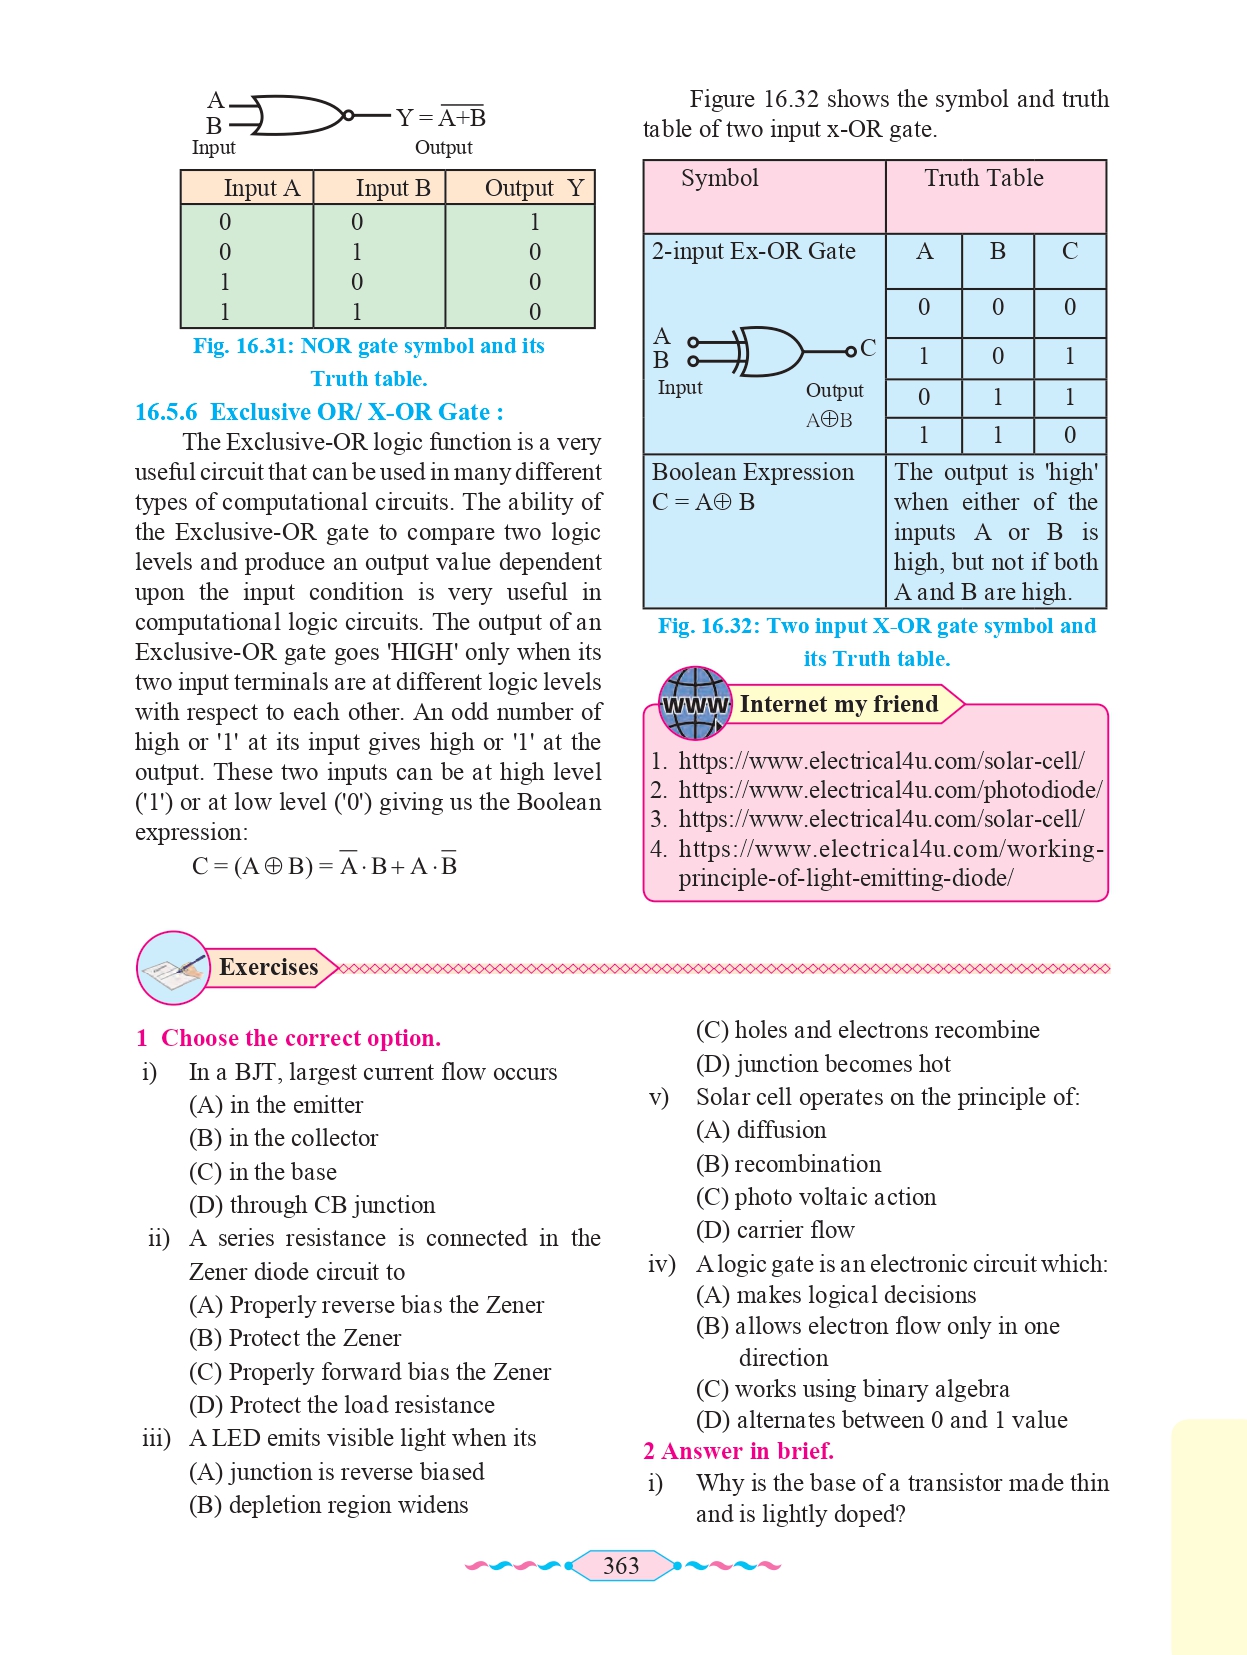 A
B
Y = A+B
Input Output
Input A Input B Output Y
0 0 1
0 1 0
1 0 0
1 1 0
Fig. 16.31: NOR gate symbol and its
Truth table.
16.5.6 Exclusive OR/ X-OR Gate :
The Exclusive-OR logic function is a very
useful circuit that can be used in many different
types of computational circuits. The ability of
the Exclusive-OR gate to compare two logic
levels and produce an output value dependent
upon the input condition is very useful in
computational logic circuits. The output of an
Exclusive-OR gate goes 'HIGH' only when its
two input terminals are at different logic levels
with respect to each other. An odd number of
high or '1' at its input gives high or '1' at the
output. These two inputs can be at high level
('1') or at low level ('0') giving us the Boolean
expression:
C = (A ⊕ B) = A̅ · B + A · B̅
Figure 16.32 shows the symbol and truth
table of two input x-OR gate.
Symbol Truth Table
2-input Ex-OR Gate
A
B
C
Input
Output
A⊕B
A B C
0 0 0
1 0 1
0 1 1
1 1 0
Boolean Expression
C = A⊕ B
The output is 'high'
when either of the
inputs A or B is
high, but not if both
A and B are high.
Fig. 16.32: Two input X-OR gate symbol and
its Truth table.
www Internet my friend
1. https://www.electrical4u.com/solar-cell/
2. https://www.electrical4u.com/photodiode/
3. https://www.electrical4u.com/solar-cell/
4. https://www.electrical4u.com/working-
principle-of-light-emitting-diode/
Exercises
1 Choose the correct option.
i) In a BJT, largest current flow occurs
(A) in the emitter
(B) in the collector
(C) in the base
(D) through CB junction
ii) A series resistance is connected in the
Zener diode circuit to
(A) Properly reverse bias the Zener
(B) Protect the Zener
(C) Properly forward bias the Zener
(D) Protect the load resistance
iii) A LED emits visible light when its
(A) junction is reverse biased
(B) depletion region widens
(C) holes and electrons recombine
(D) junction becomes hot
v) Solar cell operates on the principle of:
(A) diffusion
(B) recombination
(C) photo voltaic action
(D) carrier flow
iv) A logic gate is an electronic circuit which:
(A) makes logical decisions
(B) allows electron flow only in one
direction
(C) works using binary algebra
(D) alternates between 0 and 1 value
2 Answer in brief.
i) Why is the base of a transistor made thin
and is lightly doped?
363